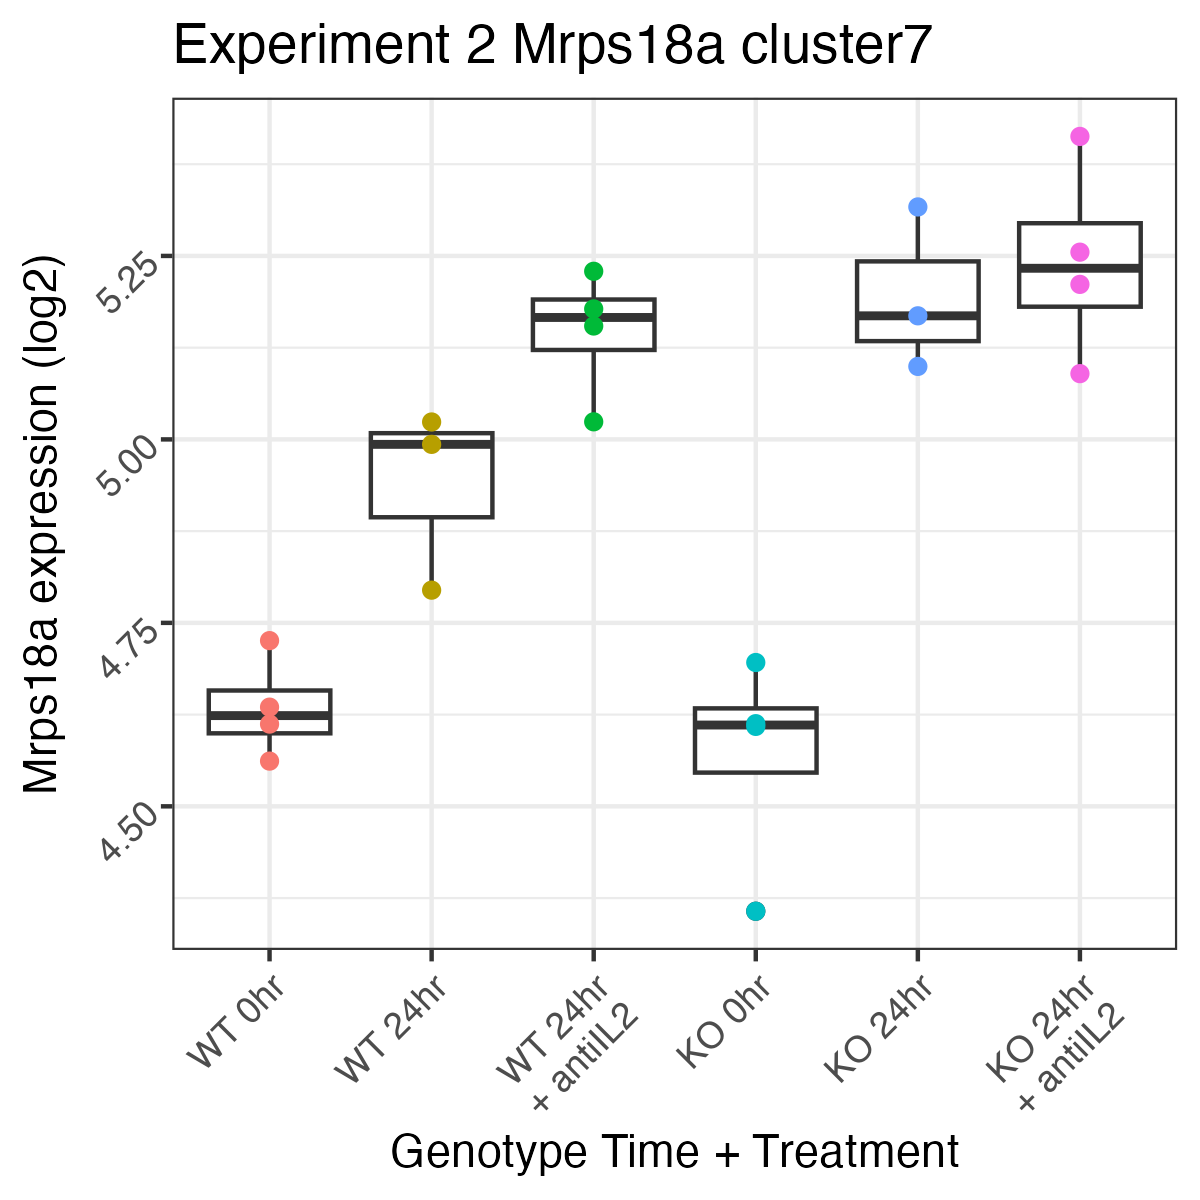 Experiment 2 Mrps18a cluster7
Mrps18a expression (log2)
5.25
5.00
4.75
4.50
WT 0hr
WT 24hr
WT 24hr
+ antiIL2
KO 0hr
KO 24hr
KO 24hr
+ antiIL2
Genotype Time + Treatment